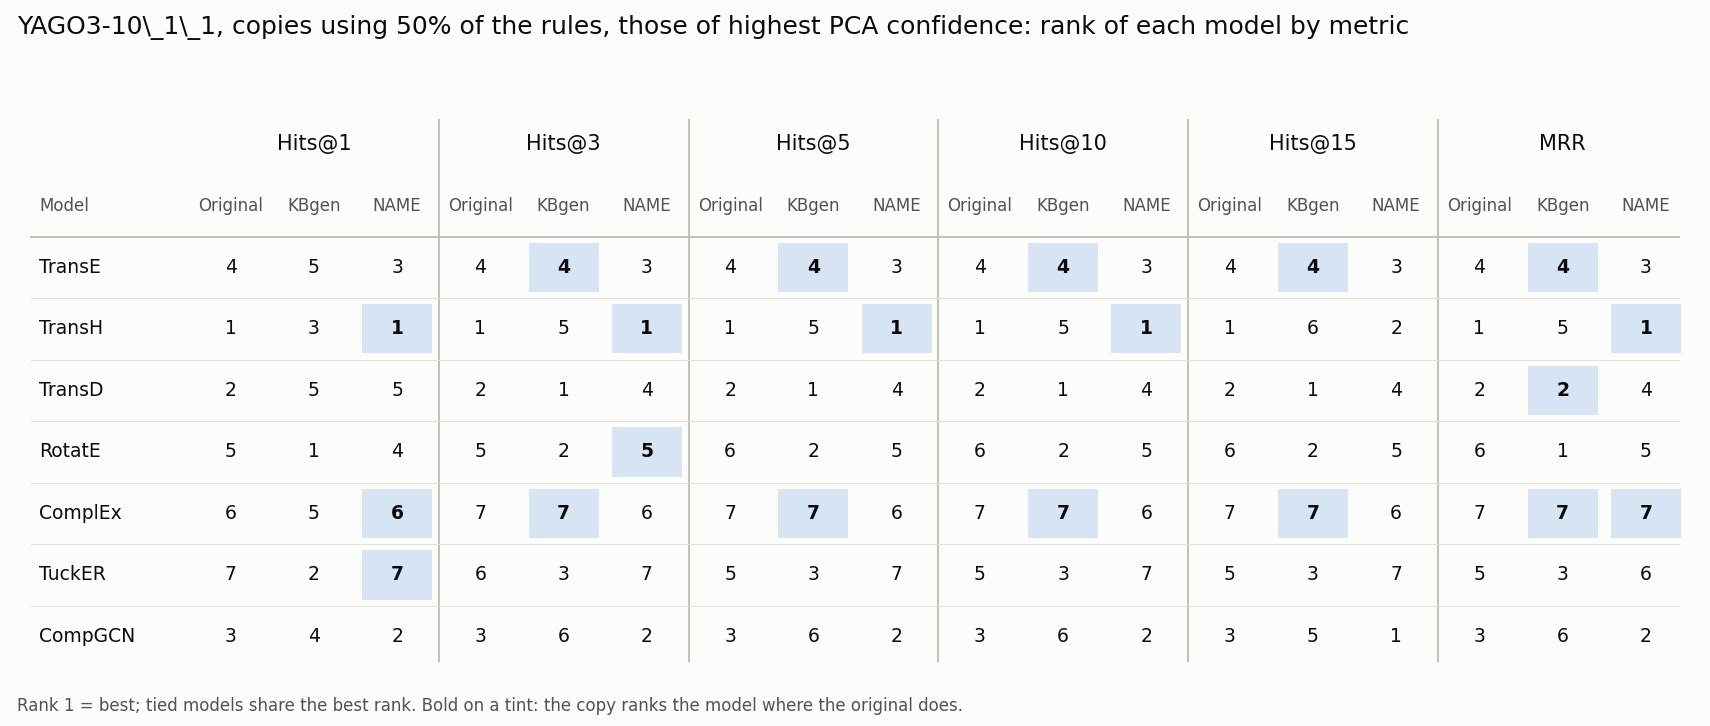 YAGO3-10\_1\_1, copies using 50% of the rules, those of highest PCA confidence: rank of each model by metric
Hits@1 Hits@3 Hits@5 Hits@10 Hits@15 MRR
Model Original KBgen NAME Original KBgen NAME Original KBgen NAME Original KBgen NAME Original KBgen NAME Original KBgen NAME
TransE 4 5 3 4 4 3 4 4 3 4 4 3 4 4 3 4 4 3
TransH 1 3 1 1 5 1 1 5 1 1 5 1 1 6 2 1 5 1
TransD 2 5 5 2 1 4 2 1 4 2 1 4 2 1 4 2 2 4
RotatE 5 1 4 5 2 5 6 2 5 6 2 5 6 2 5 6 1 5
ComplEx 6 5 6 7 7 6 7 7 6 7 7 6 7 7 6 7 7 7
TuckER 7 2 7 6 3 7 5 3 7 5 3 7 5 3 7 5 3 6
CompGCN 3 4 2 3 6 2 3 6 2 3 6 2 3 5 1 3 6 2
Rank 1 = best; tied models share the best rank. Bold on a tint: the copy ranks the model where the original does.